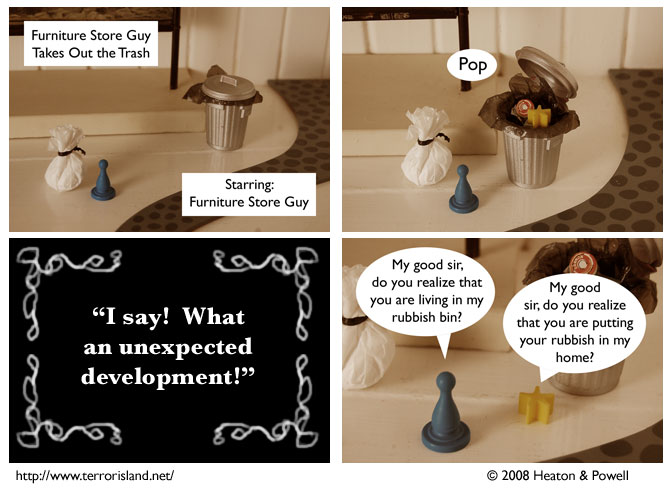 Furniture Store Guy
Takes Out the Trash
Starring:
Furniture Store Guy
Pop
“I say!  What
an unexpected
development!”
My good sir,
do you realize that
you are living in my
rubbish bin?
My good
sir, do you realize
that you are putting
your rubbish in my
home?
http://www.terrorisland.net/
© 2008 Heaton & Powell